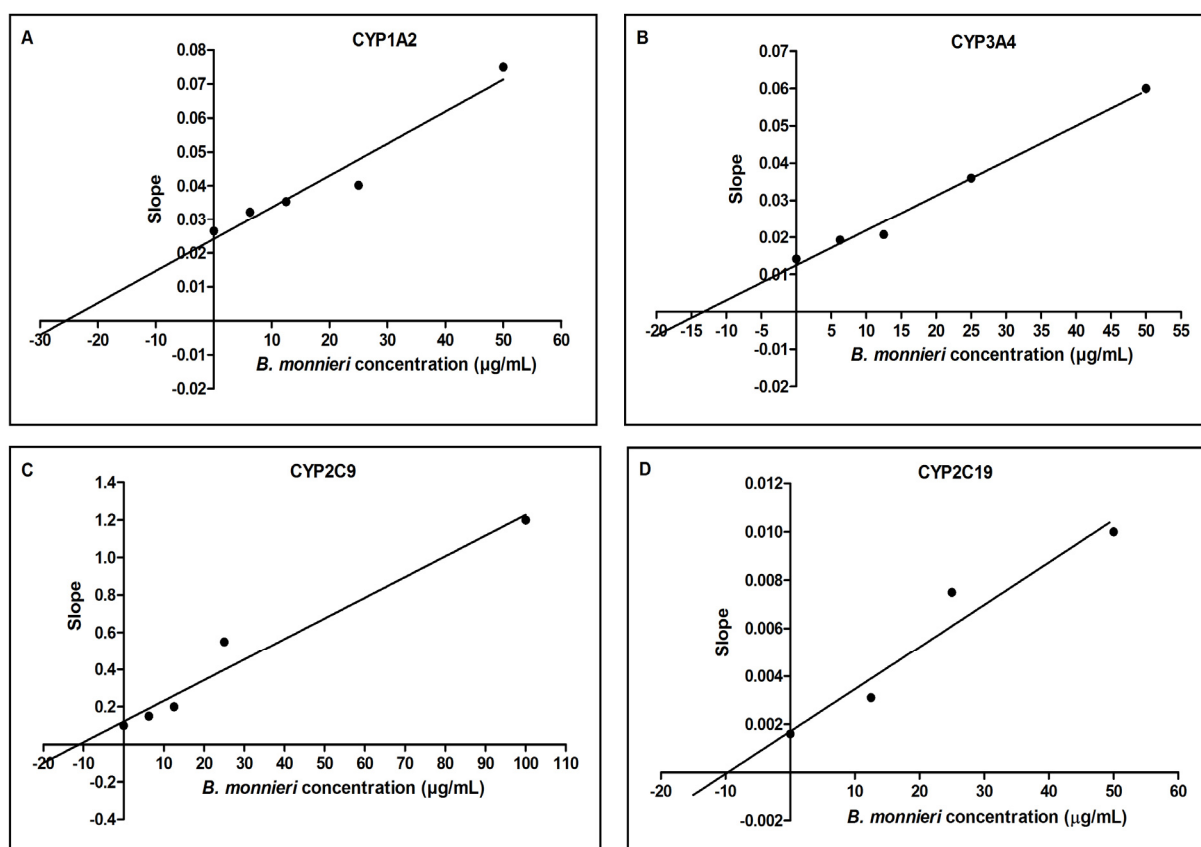 A
CYP1A2
0.08
0.07
0.06
0.05
0.04
0.03
0.02
0.01
-0.01
-0.02
Slope
-30 -20 -10 10 20 30 40 50 60
B. monnieri concentration (µg/mL)
B
CYP3A4
0.07
0.06
0.05
0.04
0.03
0.02
0.01
-0.01
-0.02
Slope
-20 -15 -10 -5 5 10 15 20 25 30 35 40 45 50 55
B. monnieri concentration (µg/mL)
C
CYP2C9
1.4
1.2
1.0
0.8
0.6
0.4
0.2
-0.2
-0.4
Slope
-20 -10 10 20 30 40 50 60 70 80 90 100 110
B. monnieri concentration (µg/mL)
D
CYP2C19
0.012
0.010
0.008
0.006
0.004
0.002
-0.002
Slope
-20 -10 10 20 30 40 50 60
B. monnieri concentration (µg/mL)